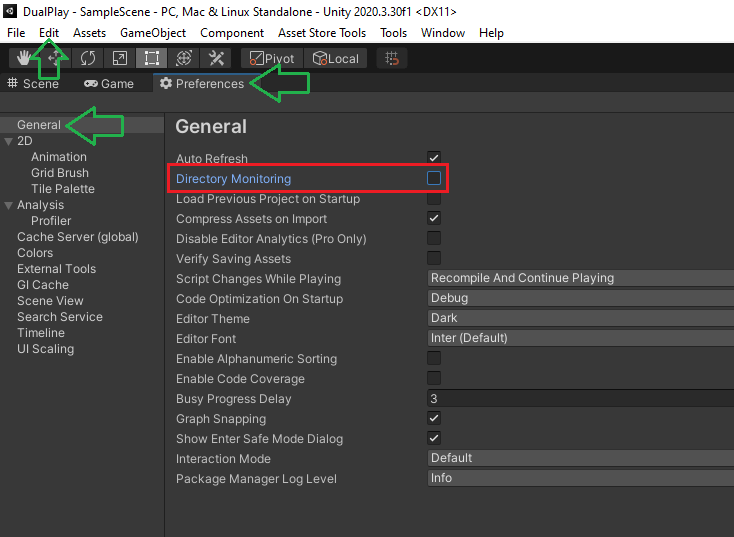 DualPlay - SampleScene - PC, Mac & Linux Standalone - Unity 2020.3.30f1 <DX11>
File Edit Assets GameObject Component Asset Store Tools Tools Window Help
Pivot Local
Scene Game Preferences
General
2D
Animation
Grid Brush
Tile Palette
Analysis
Profiler
Cache Server (global)
Colors
External Tools
GI Cache
Scene View
Search Service
Timeline
UI Scaling
General
Auto Refresh
Directory Monitoring
Load Previous Project on Startup
Compress Assets on Import
Disable Editor Analytics (Pro Only)
Verify Saving Assets
Script Changes While Playing Recompile And Continue Playing
Code Optimization On Startup Debug
Editor Theme Dark
Editor Font Inter (Default)
Enable Alphanumeric Sorting
Enable Code Coverage
Busy Progress Delay 3
Graph Snapping
Show Enter Safe Mode Dialog
Interaction Mode Default
Package Manager Log Level Info